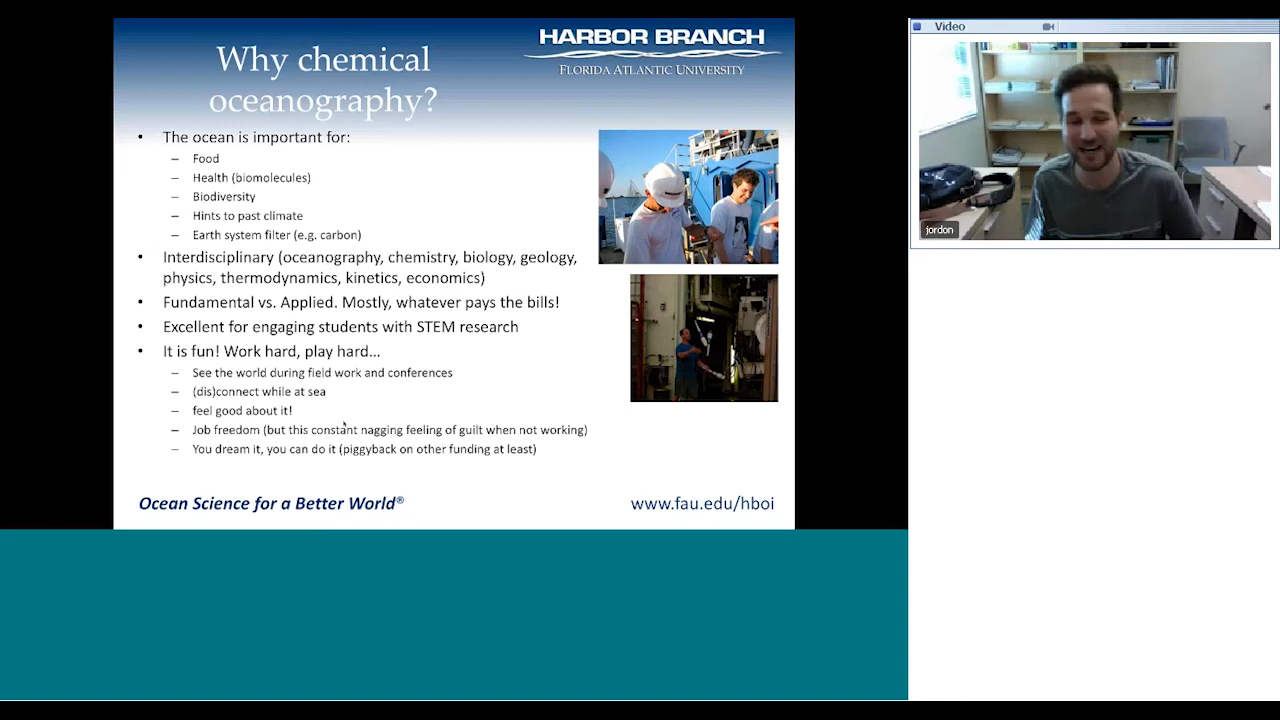 Why chemical
oceanography?
HARBOR BRANCH
FLORIDA ATLANTIC UNIVERSITY
• The ocean is important for:
– Food
– Health (biomolecules)
– Biodiversity
– Hints to past climate
– Earth system filter (e.g. carbon)
• Interdisciplinary (oceanography, chemistry, biology, geology,
physics, thermodynamics, kinetics, economics)
• Fundamental vs. Applied. Mostly, whatever pays the bills!
• Excellent for engaging students with STEM research
• It is fun! Work hard, play hard...
– See the world during field work and conferences
– (dis)connect while at sea
– feel good about it!
– Job freedom (but this constant nagging feeling of guilt when not working)
– You dream it, you can do it (piggyback on other funding at least)
Ocean Science for a Better World®
www.fau.edu/hboi
Video
jordon